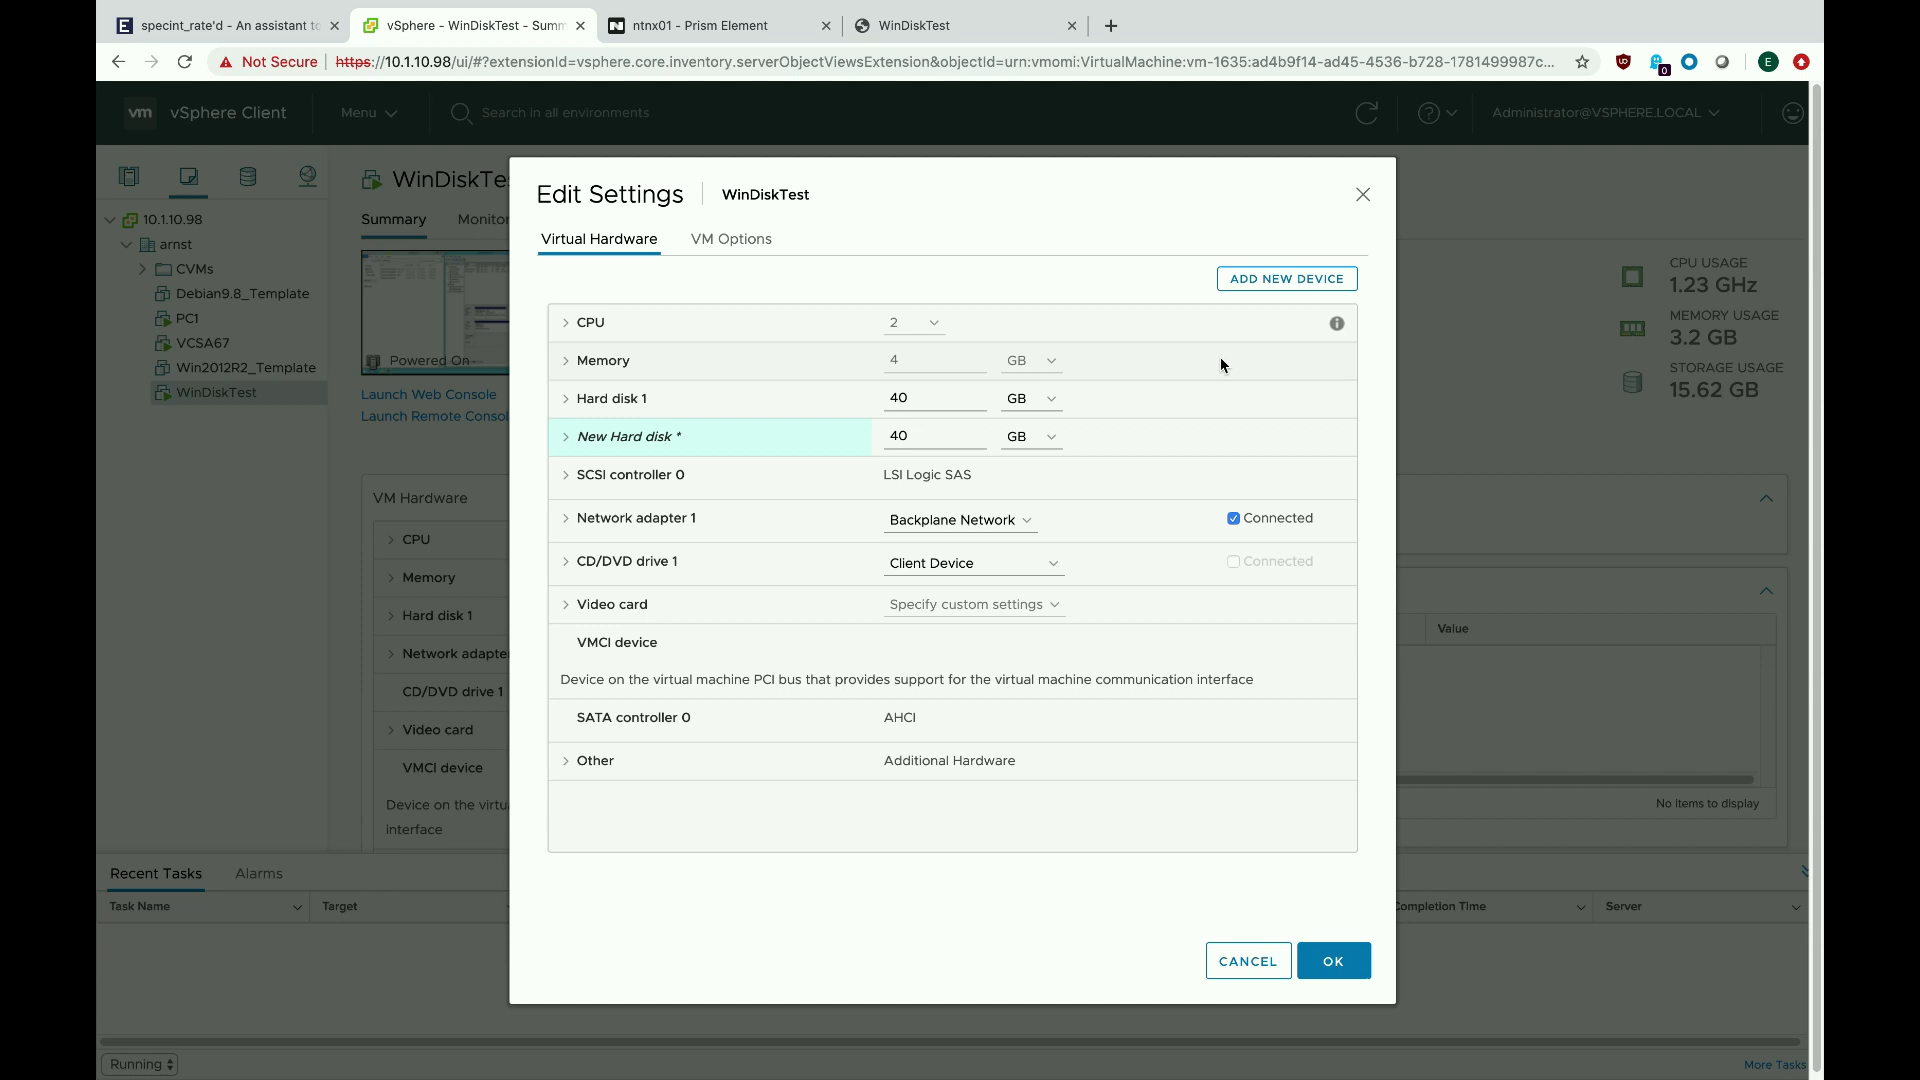 specint_rate'd - An assistant to
vSphere - WinDiskTest - Summ
ntnx01 - Prism Element
WinDiskTest
Not Secure
https://10.1.10.98/ui/#?extensionId=vsphere.core.inventory.serverObjectViewsExtension&objectId=urn:vmomi:VirtualMachine:vm-1635:ad4b9f14-ad45-4536-b728-1781499987c...
0
E
vm vSphere Client
Menu
Search in all environments
Administrator@VSPHERE.LOCAL
10.1.10.98
arnst
CVMs
Debian9.8_Template
PC1
VCSA67
Win2012R2_Template
WinDiskTest
WinDiskTe
Summary
Monitor
Powered On
Launch Web Console
Launch Remote Consol
VM Hardware
CPU
Memory
Hard disk 1
Network adapte
CD/DVD drive 1
Video card
VMCI device
Device on the virtu
interface
Edit Settings
WinDiskTest
Virtual Hardware
VM Options
ADD NEW DEVICE
CPU 2
Memory 4 GB
Hard disk 1 40 GB
New Hard disk * 40 GB
SCSI controller 0 LSI Logic SAS
Network adapter 1 Backplane Network Connected
CD/DVD drive 1 Client Device Connected
Video card Specify custom settings
VMCI device
Device on the virtual machine PCI bus that provides support for the virtual machine communication interface
SATA controller 0 AHCI
Other Additional Hardware
CANCEL
OK
CPU USAGE
1.23 GHz
MEMORY USAGE
3.2 GB
STORAGE USAGE
15.62 GB
Value
No items to display
Recent Tasks
Alarms
Task Name
Target
Completion Time
Server
Running
More Tasks